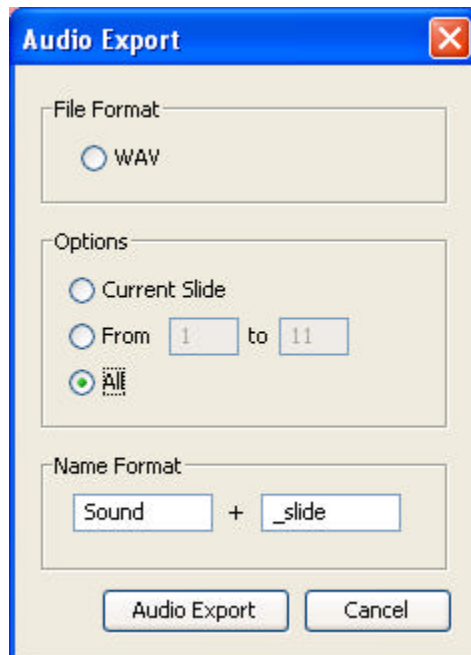 Audio Export
File Format
WAV
Options
Current Slide
From 1 to 11
All
Name Format
Sound + _slide
Audio Export Cancel